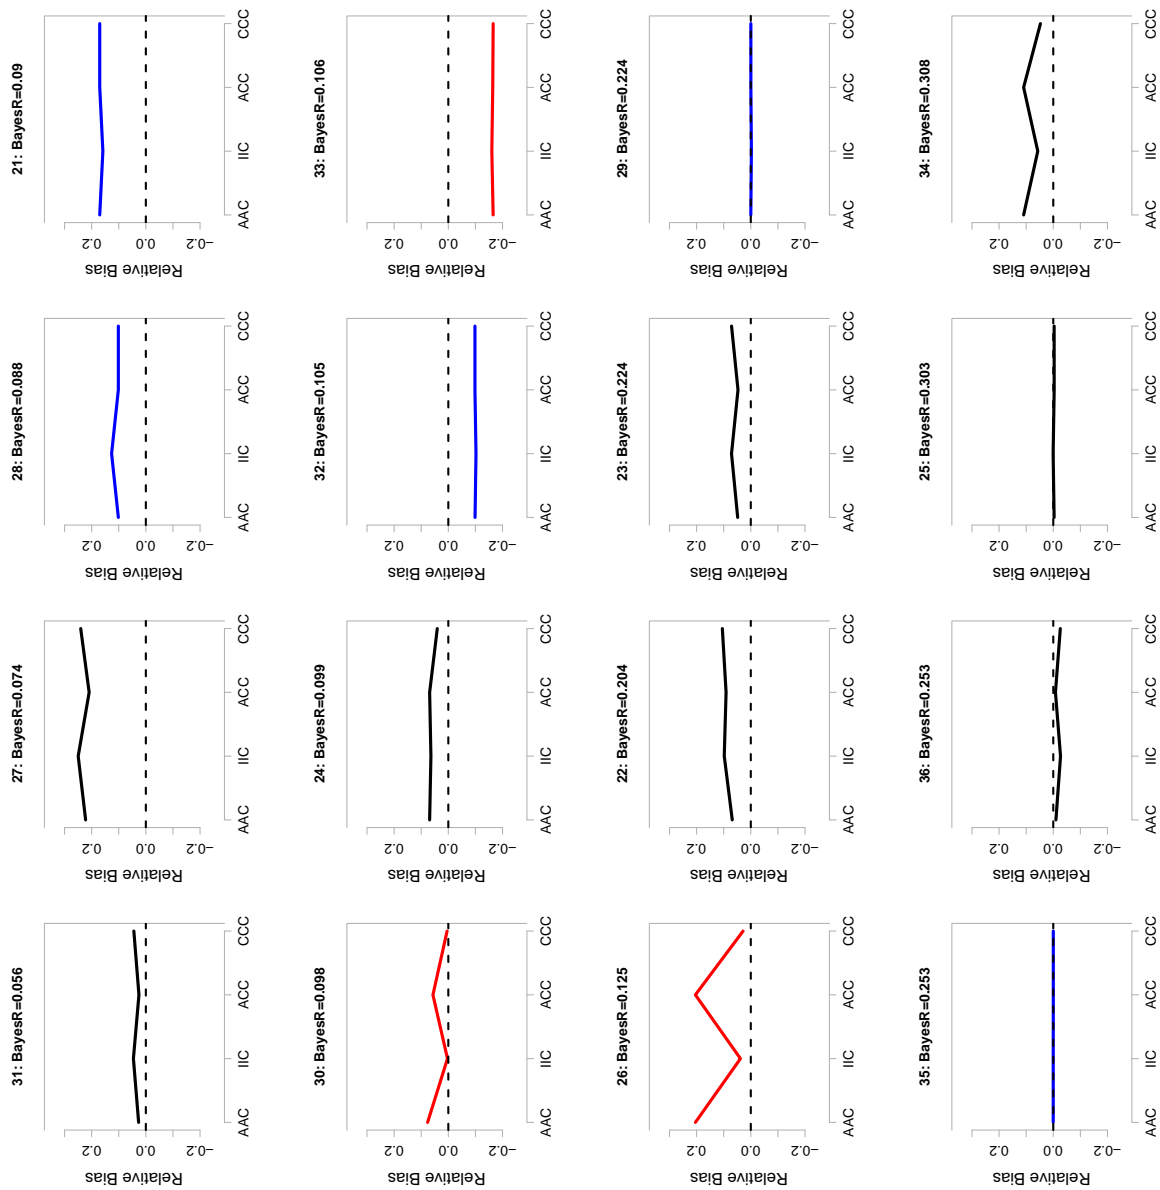 31: BayesR=0.056
Relative Bias
0.2
0.0
−0.2
AAC IIC ACC CCC
27: BayesR=0.074
Relative Bias
0.2
0.0
−0.2
AAC IIC ACC CCC
28: BayesR=0.088
Relative Bias
0.2
0.0
−0.2
AAC IIC ACC CCC
21: BayesR=0.09
Relative Bias
0.2
0.0
−0.2
AAC IIC ACC CCC
30: BayesR=0.098
Relative Bias
0.2
0.0
−0.2
AAC IIC ACC CCC
24: BayesR=0.099
Relative Bias
0.2
0.0
−0.2
AAC IIC ACC CCC
32: BayesR=0.105
Relative Bias
0.2
0.0
−0.2
AAC IIC ACC CCC
33: BayesR=0.106
Relative Bias
0.2
0.0
−0.2
AAC IIC ACC CCC
26: BayesR=0.125
Relative Bias
0.2
0.0
−0.2
AAC IIC ACC CCC
22: BayesR=0.204
Relative Bias
0.2
0.0
−0.2
AAC IIC ACC CCC
23: BayesR=0.224
Relative Bias
0.2
0.0
−0.2
AAC IIC ACC CCC
29: BayesR=0.224
Relative Bias
0.2
0.0
−0.2
AAC IIC ACC CCC
35: BayesR=0.253
Relative Bias
0.2
0.0
−0.2
AAC IIC ACC CCC
36: BayesR=0.253
Relative Bias
0.2
0.0
−0.2
AAC IIC ACC CCC
25: BayesR=0.303
Relative Bias
0.2
0.0
−0.2
AAC IIC ACC CCC
34: BayesR=0.308
Relative Bias
0.2
0.0
−0.2
AAC IIC ACC CCC